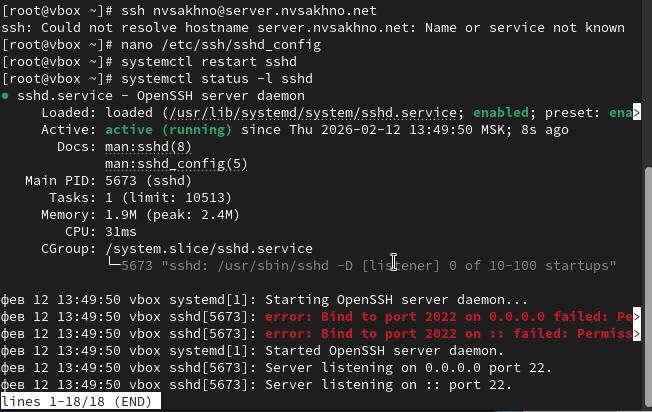 [root@vbox ~]# ssh nvsakhno@server.nvsakhno.net
ssh: Could not resolve hostname server.nvsakhno.net: Name or service not known
[root@vbox ~]# nano /etc/ssh/sshd_config
[root@vbox ~]# systemctl restart sshd
[root@vbox ~]# systemctl status -l sshd
● sshd.service - OpenSSH server daemon
     Loaded: loaded (/usr/lib/systemd/system/sshd.service; enabled; preset: ena>
     Active: active (running) since Thu 2026-02-12 13:49:50 MSK; 8s ago
       Docs: man:sshd(8)
             man:sshd_config(5)
   Main PID: 5673 (sshd)
      Tasks: 1 (limit: 10513)
     Memory: 1.9M (peak: 2.4M)
        CPU: 31ms
     CGroup: /system.slice/sshd.service
             └─5673 "sshd: /usr/sbin/sshd -D [listener] 0 of 10-100 startups"
фев 12 13:49:50 vbox systemd[1]: Starting OpenSSH server daemon...
фев 12 13:49:50 vbox sshd[5673]: error: Bind to port 2022 on 0.0.0.0 failed: Pe>
фев 12 13:49:50 vbox sshd[5673]: error: Bind to port 2022 on :: failed: Permiss>
фев 12 13:49:50 vbox systemd[1]: Started OpenSSH server daemon.
фев 12 13:49:50 vbox sshd[5673]: Server listening on 0.0.0.0 port 22.
фев 12 13:49:50 vbox sshd[5673]: Server listening on :: port 22.
lines 1-18/18 (END)